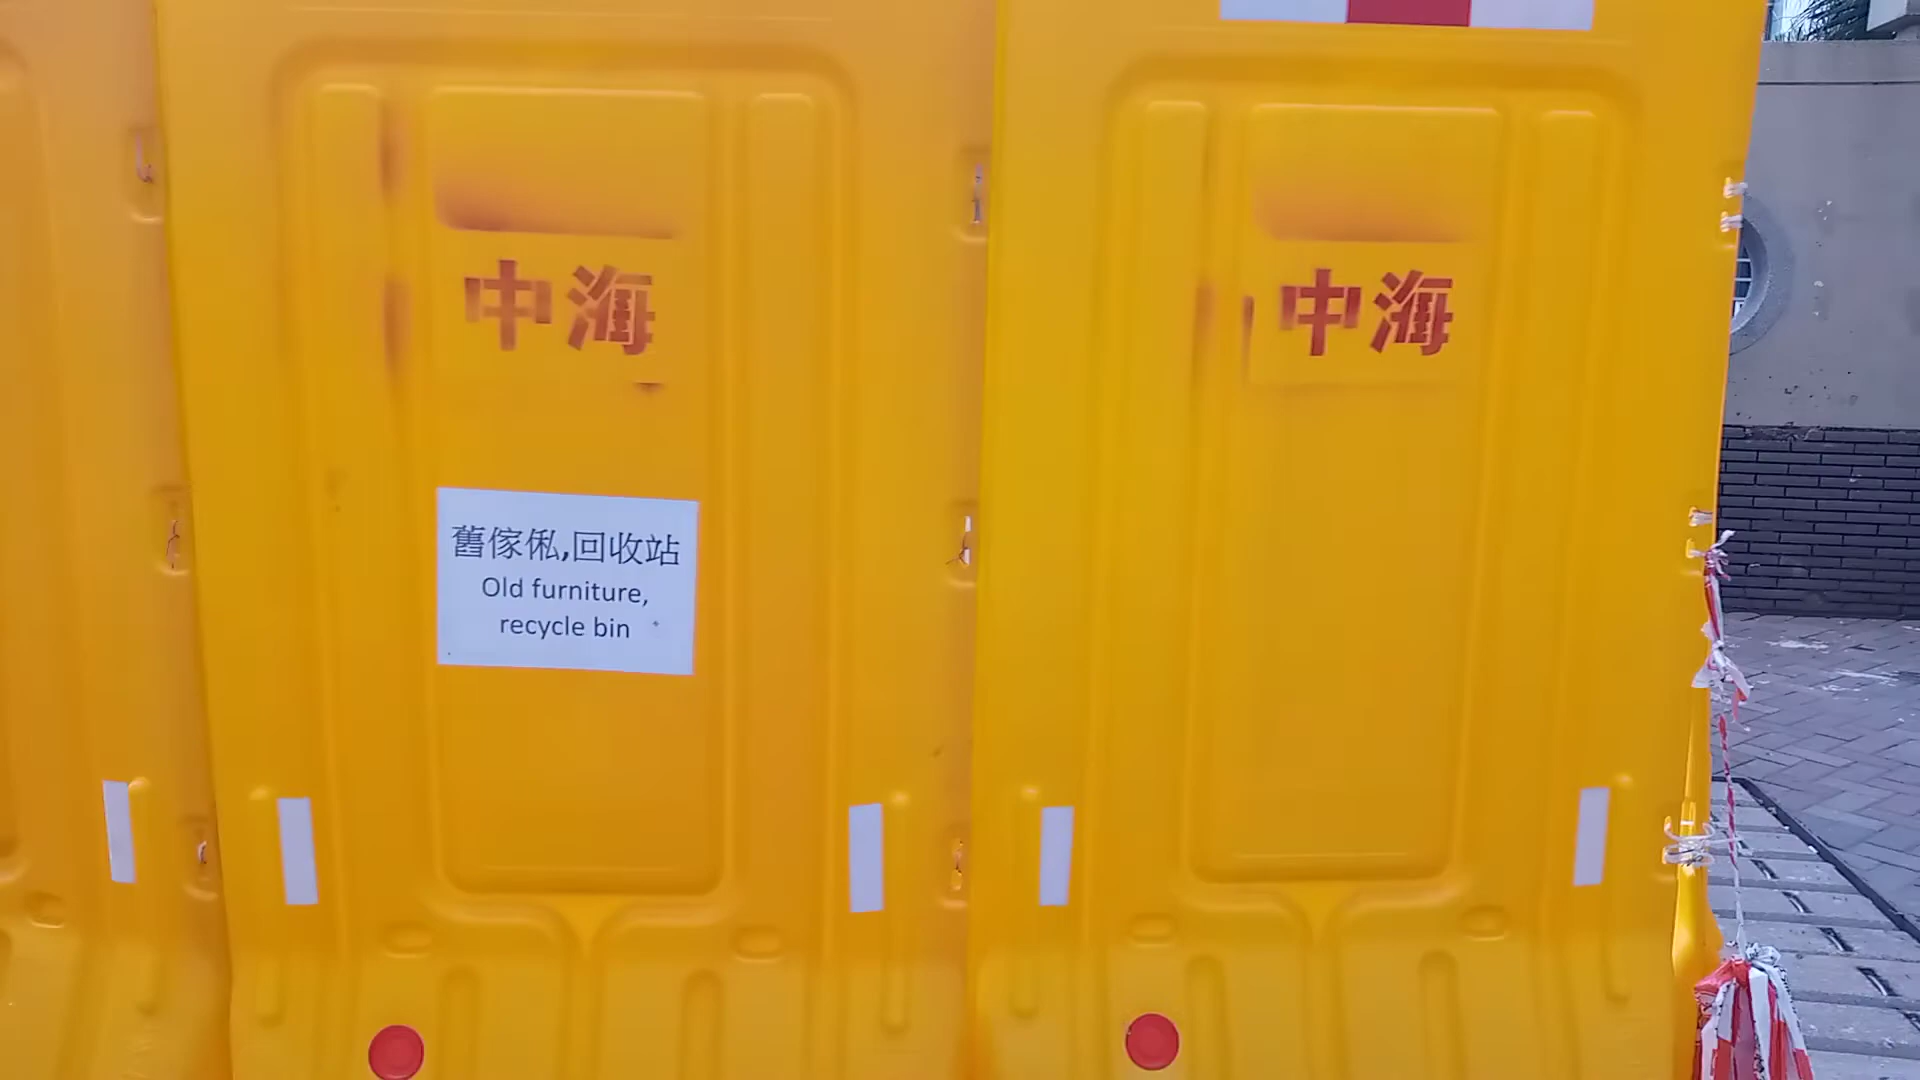 中海
中海
舊傢俬,回收站
Old furniture,
recycle bin